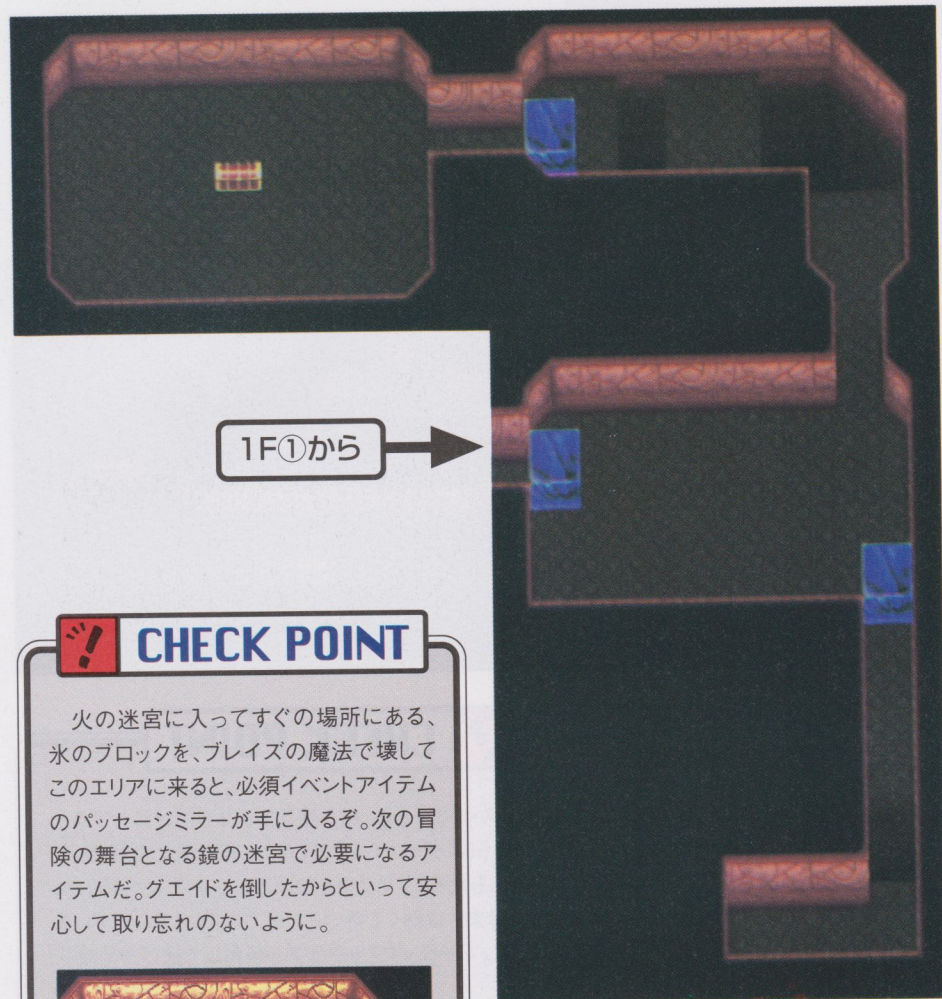 1F①から
CHECK POINT
火の迷宮に入ってすぐの場所にある、
氷のブロックを、ブレイズの魔法で壊して
このエリアに来ると、必須イベントアイテム
のパッセージミラーが手に入るぞ。次の冒
険の舞台となる鏡の迷宮で必要になるア
イテムだ。グエイドを倒したからといって安
心して取り忘れのないように。